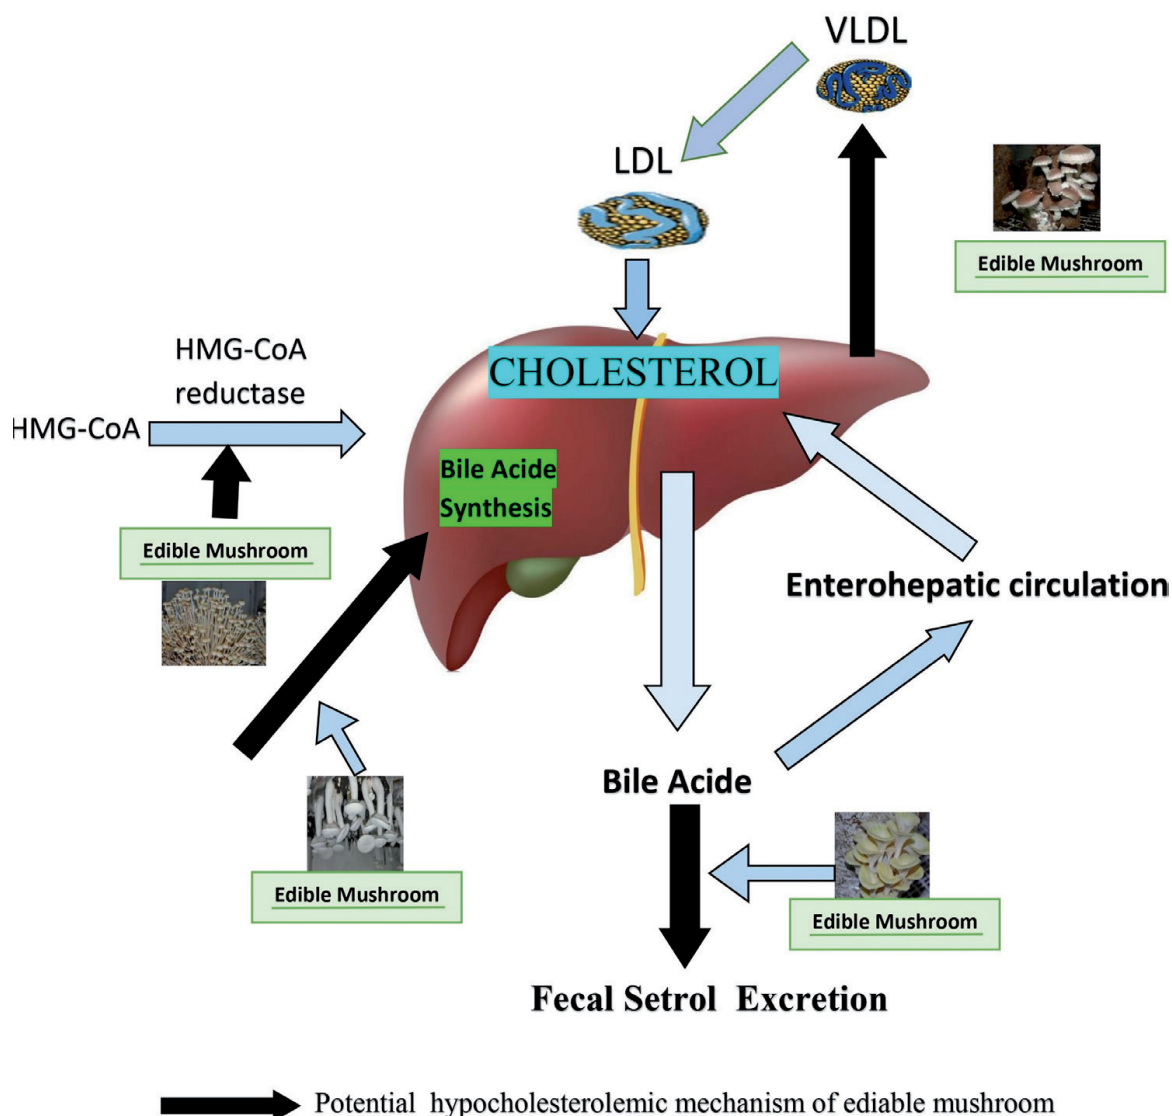 VLDL
LDL
Edible Mushroom
HMG-CoA
reductase
CHOLESTEROL
HMG-CoA
Bile Acide
Synthesis
Edible Mushroom
Enterohepatic circulation
Bile Acide
Edible Mushroom
Edible Mushroom
Fecal Setrol Excretion
Potential hypocholesterolemic mechanism of ediable mushroom